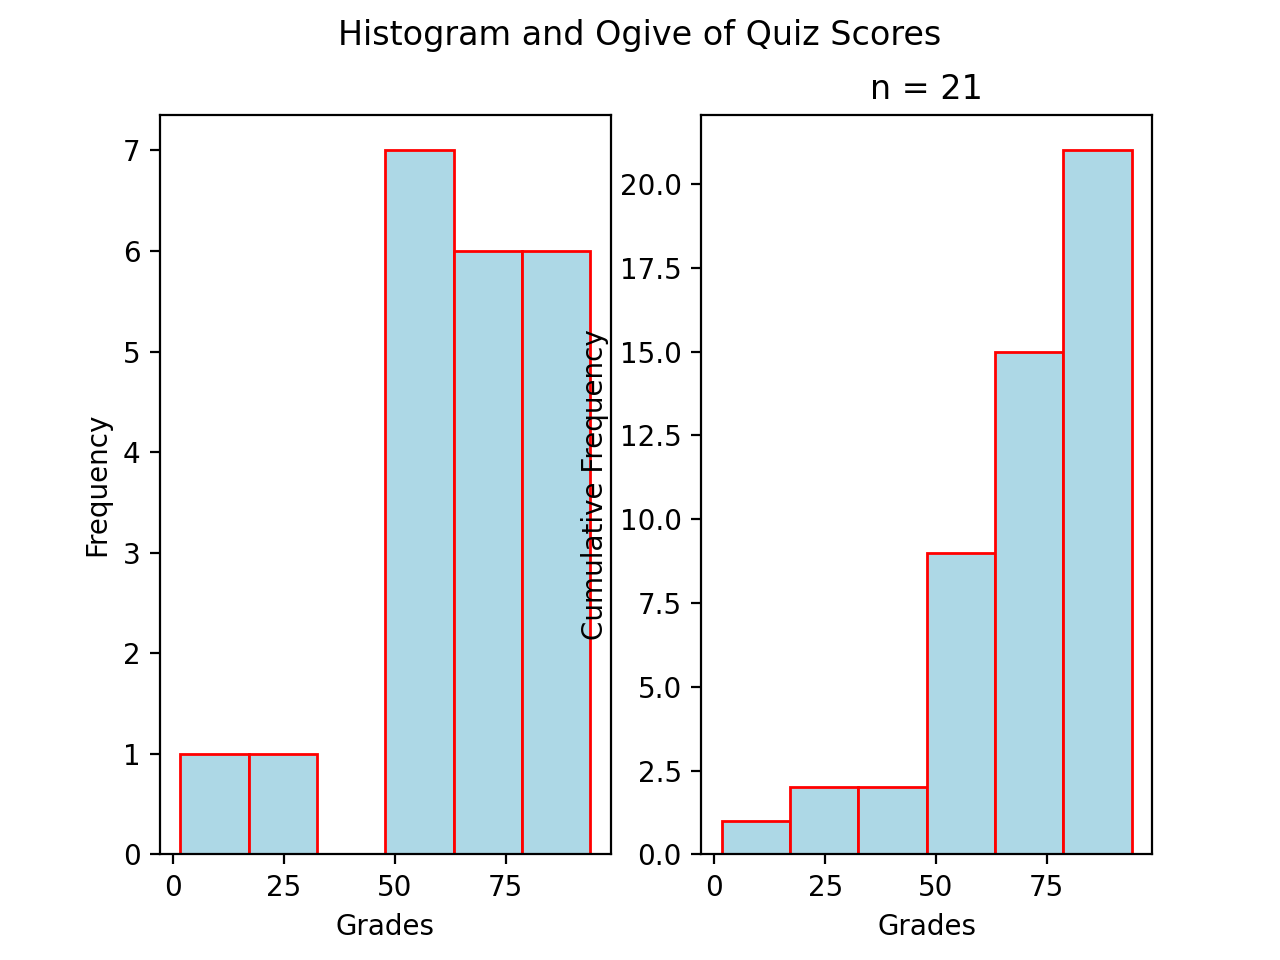 Histogram and Ogive of Quiz Scores
7
6
5
4
3
2
1
0
Frequency
0 25 50 75
Grades
n = 21
20.0
17.5
15.0
12.5
10.0
7.5
5.0
2.5
0.0
Cumulative Frequency
0 25 50 75
Grades